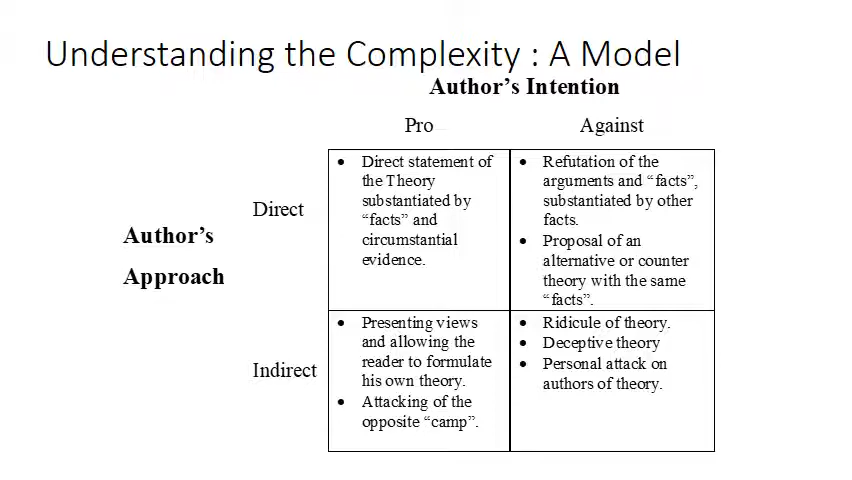 Understanding the Complexity : A Model
Author’s Intention
Pro
Against
Direct
Author’s
Approach
• Direct statement of
the Theory
substantiated by
“facts” and
circumstantial
evidence.
• Refutation of the
arguments and “facts”,
substantiated by other
facts.
• Proposal of an
alternative or counter
theory with the same
“facts”.
Indirect
• Presenting views
and allowing the
reader to formulate
his own theory.
• Attacking of the
opposite “camp”.
• Ridicule of theory.
• Deceptive theory
• Personal attack on
authors of theory.